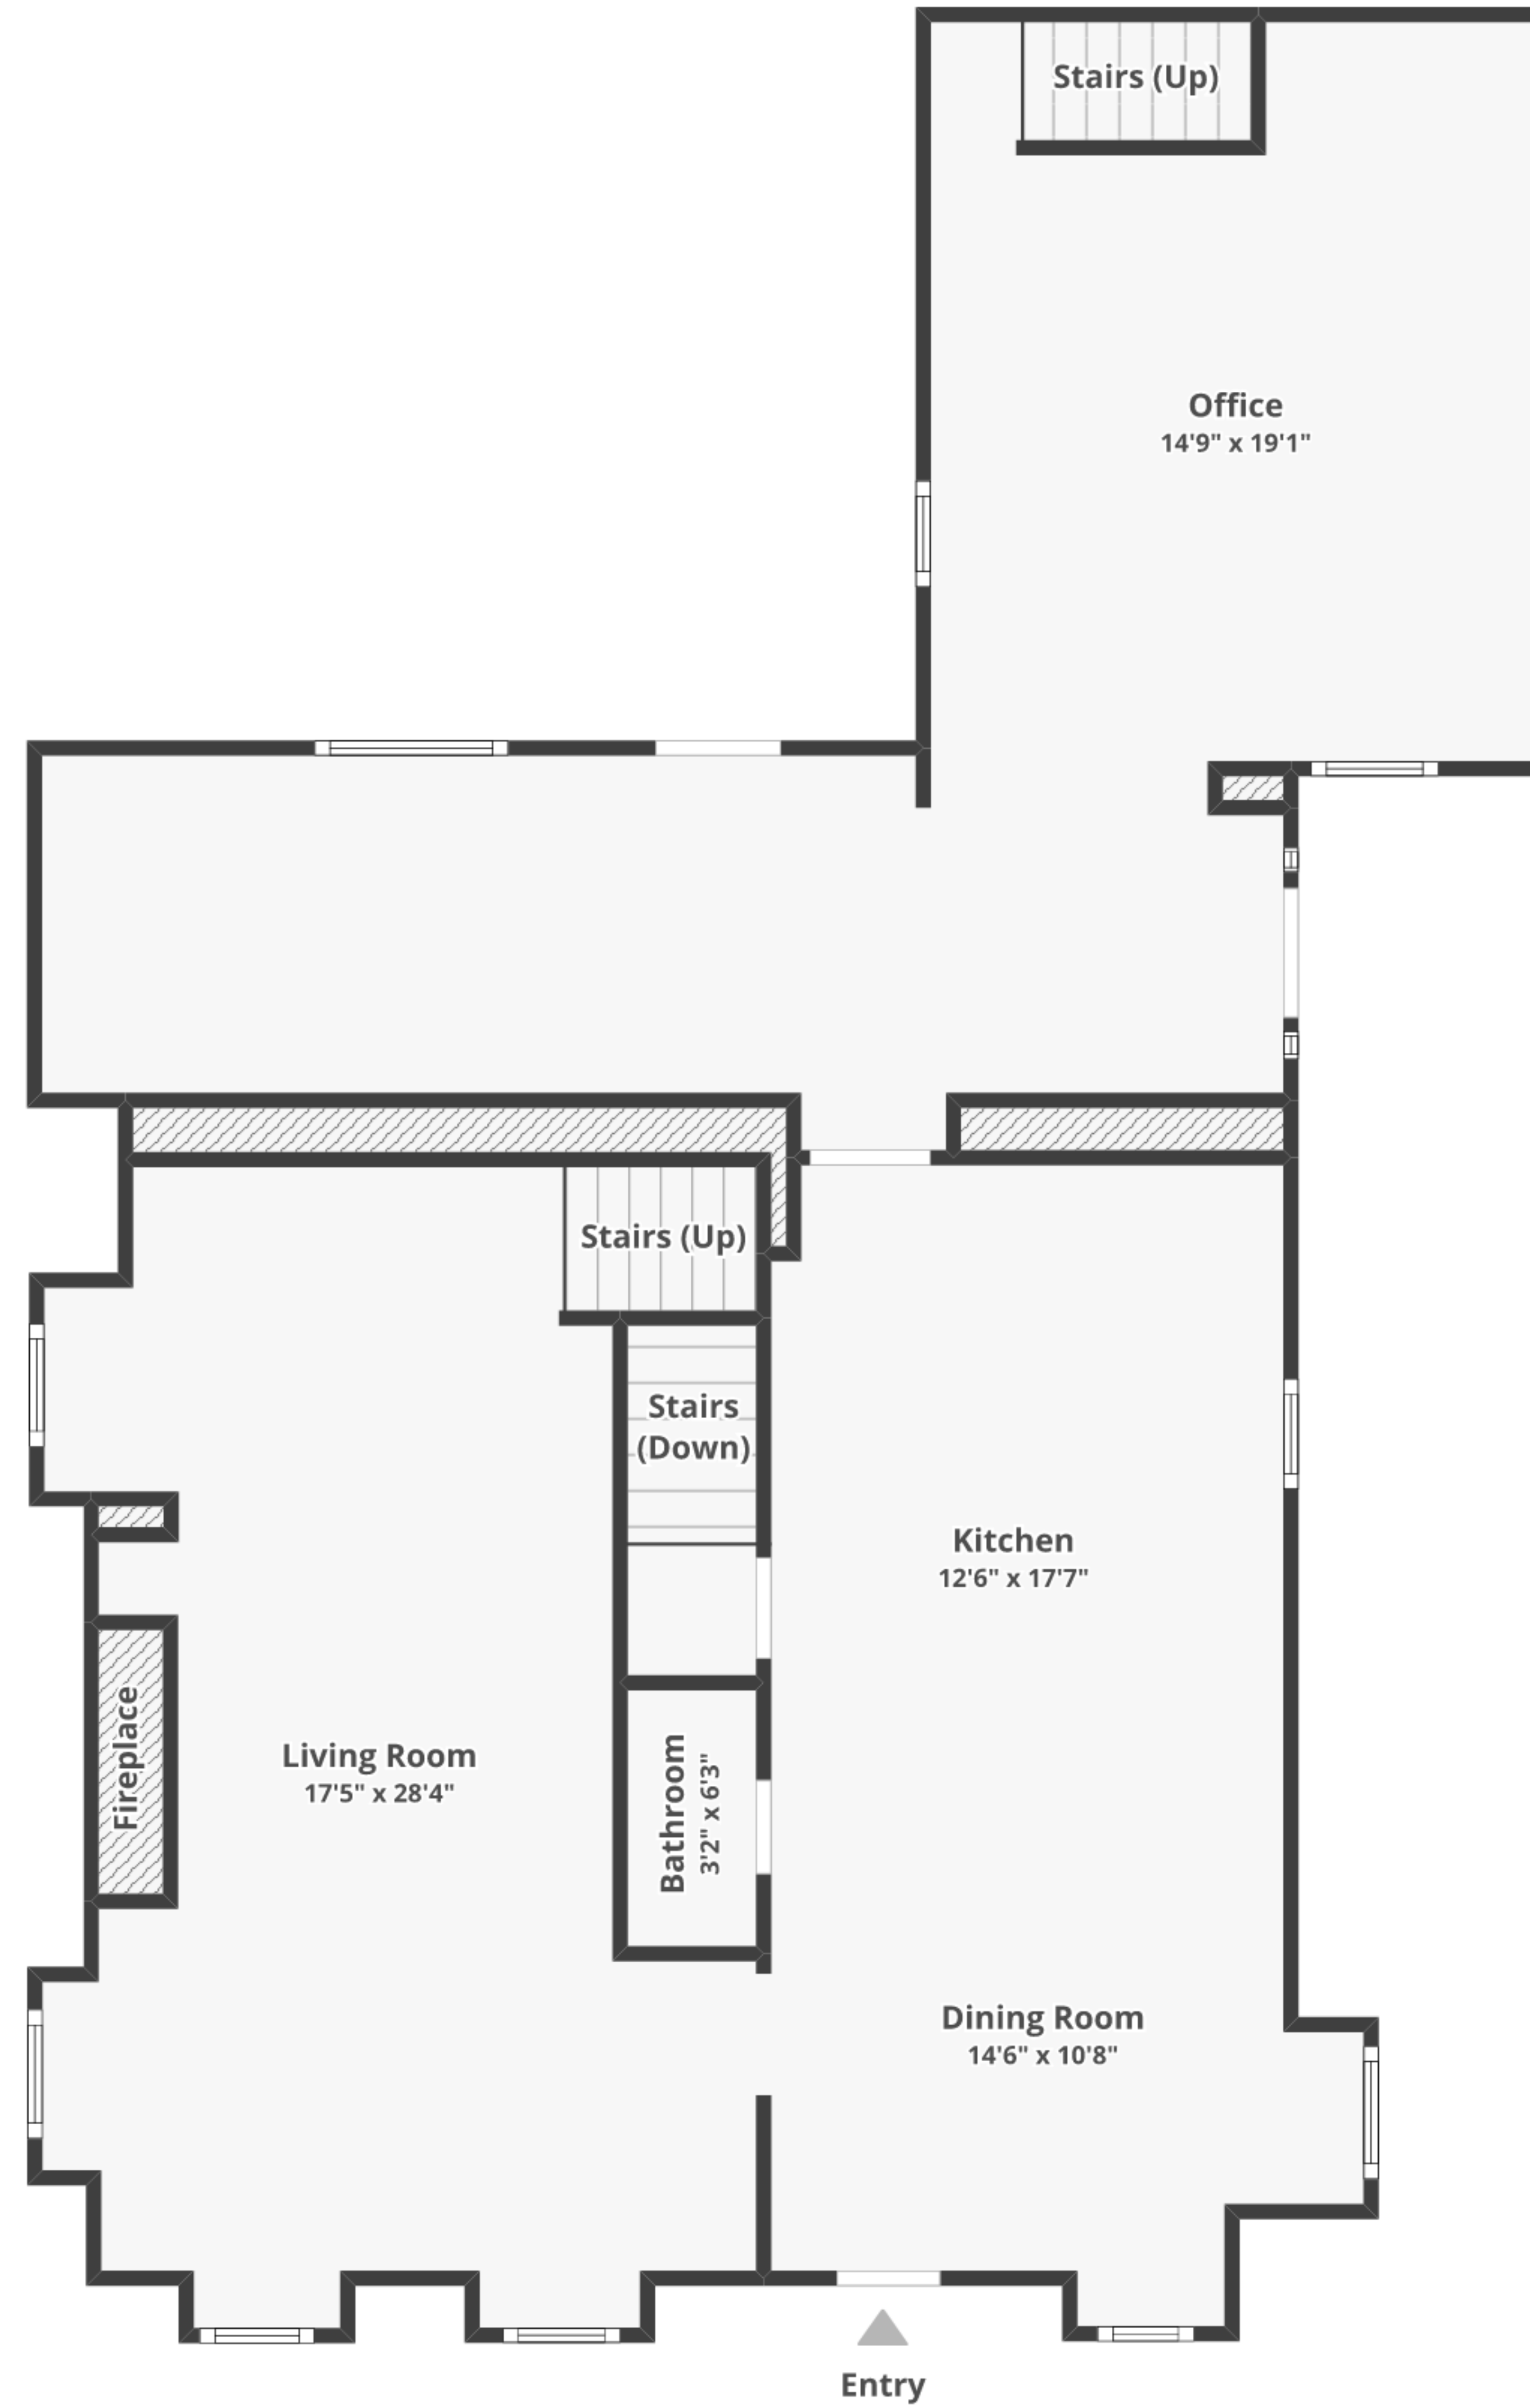 Stairs (Up)
Office
14'9" x 19'1"
Stairs (Up)
Stairs
(Down)
Kitchen
12'6" x 17'7"
Fireplace
Living Room
17'5" x 28'4"
Bathroom
3'2" x 6'3"
Dining Room
14'6" x 10'8"
Entry